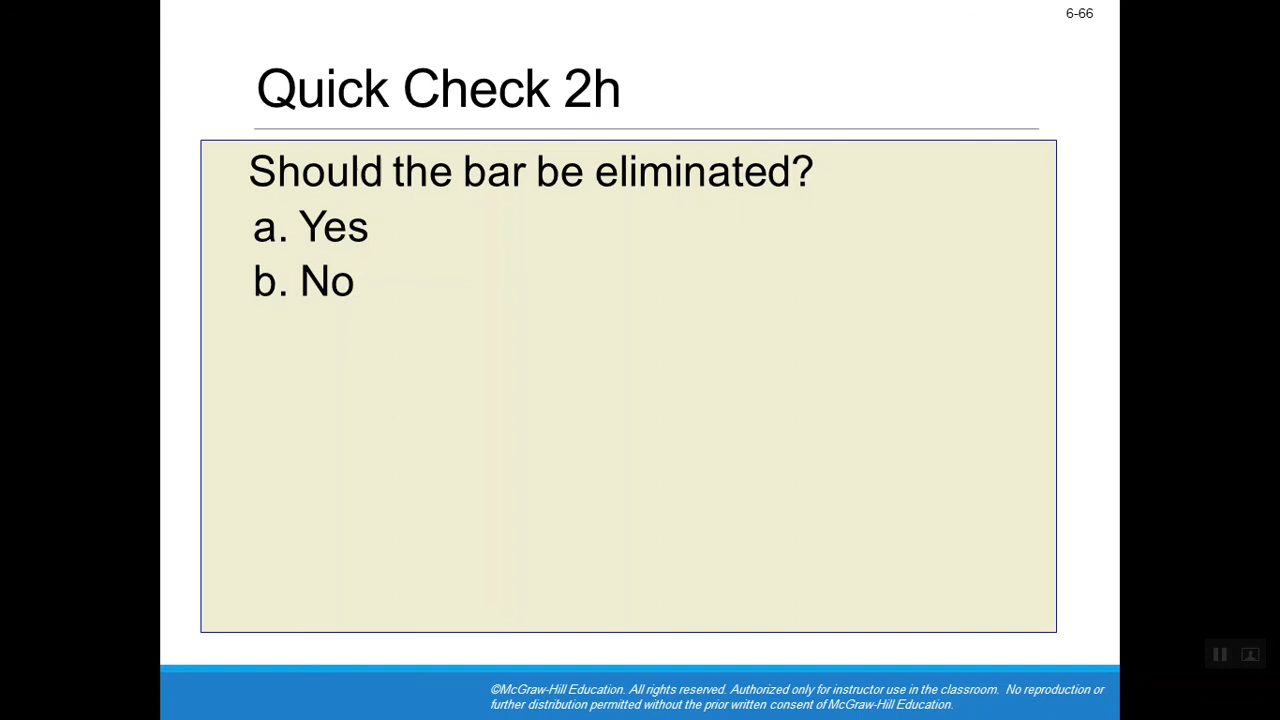 6-66
Quick Check 2h
Should the bar be eliminated?
a. Yes
b. No
©McGraw-Hill Education. All rights reserved. Authorized only for instructor use in the classroom. No reproduction or
further distribution permitted without the prior written consent of McGraw-Hill Education.